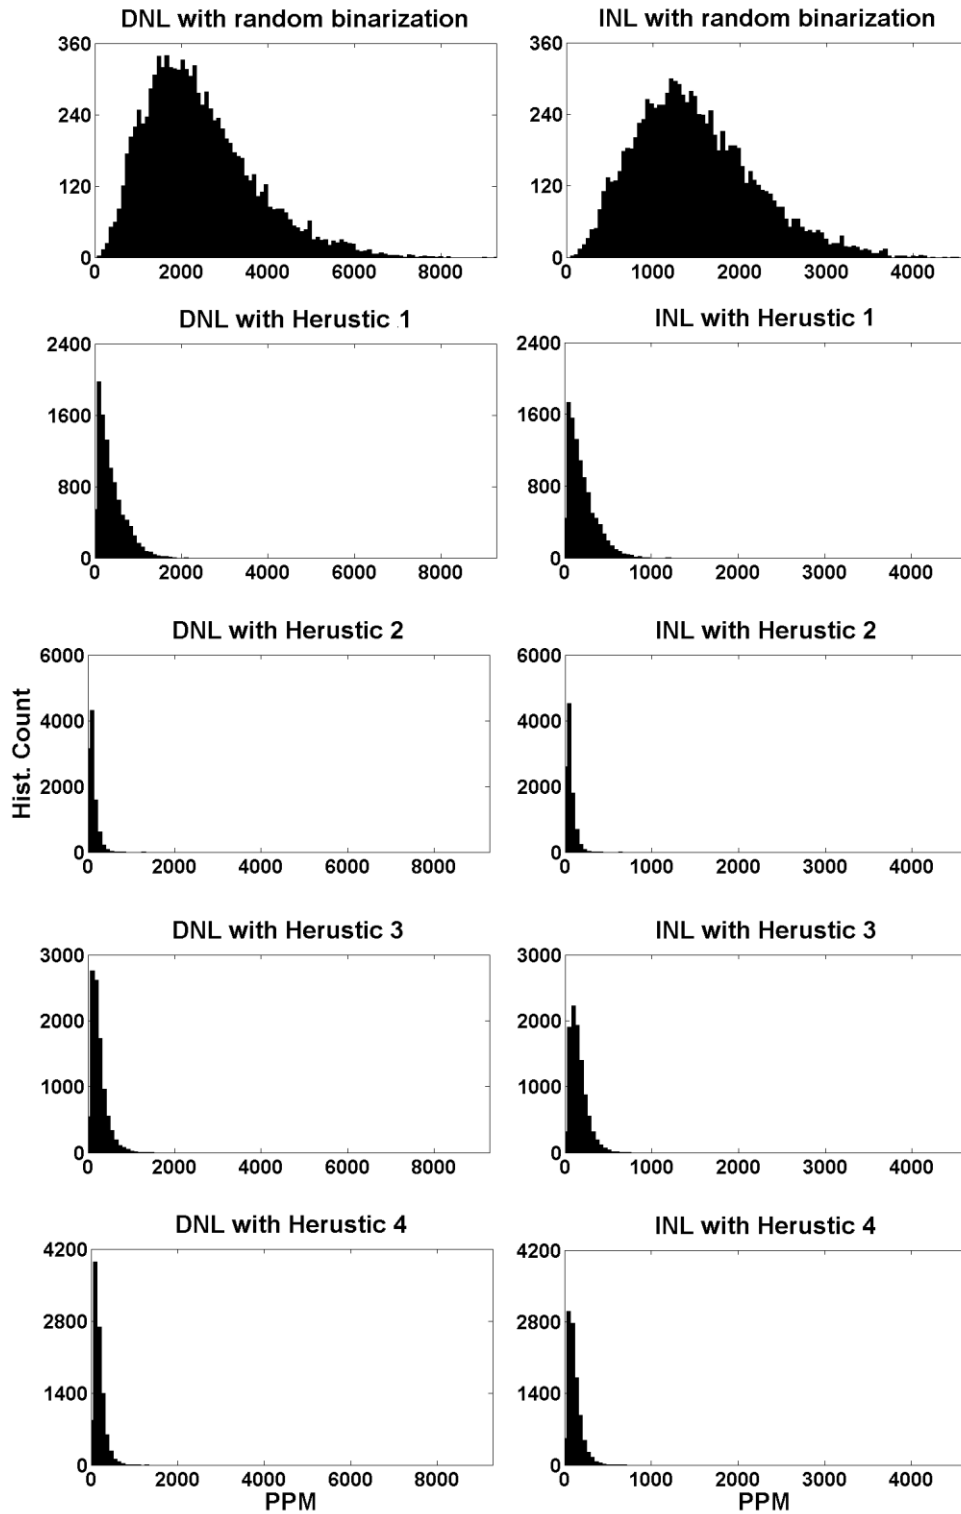 DNL with random binarization
INL with random binarization
360
240
120
0
0 2000 4000 6000 8000
360
240
120
0
0 1000 2000 3000 4000
DNL with Herustic 1
INL with Herustic 1
2400
1600
800
0
0 2000 4000 6000 8000
2400
1600
800
0
0 1000 2000 3000 4000
DNL with Herustic 2
INL with Herustic 2
Hist. Count
6000
4000
2000
0
0 2000 4000 6000 8000
6000
4000
2000
0
0 1000 2000 3000 4000
DNL with Herustic 3
INL with Herustic 3
3000
2000
1000
0
0 2000 4000 6000 8000
3000
2000
1000
0
0 1000 2000 3000 4000
DNL with Herustic 4
INL with Herustic 4
4200
2800
1400
0
0 2000 4000 6000 8000
PPM
4200
2800
1400
0
0 1000 2000 3000 4000
PPM